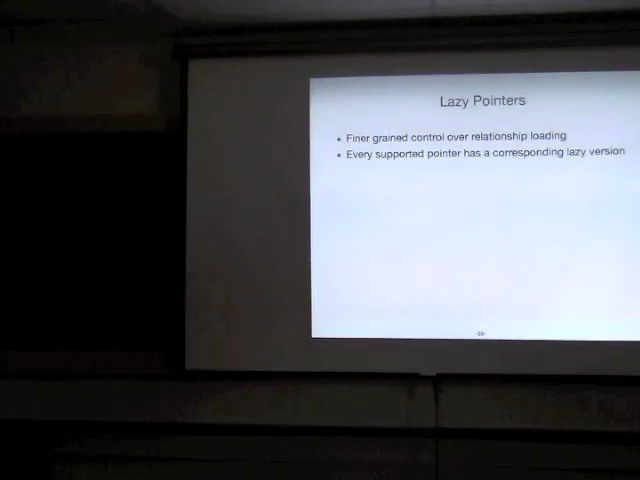 Lazy Pointers
• Finer grained control over relationship loading
• Every supported pointer has a corresponding lazy version